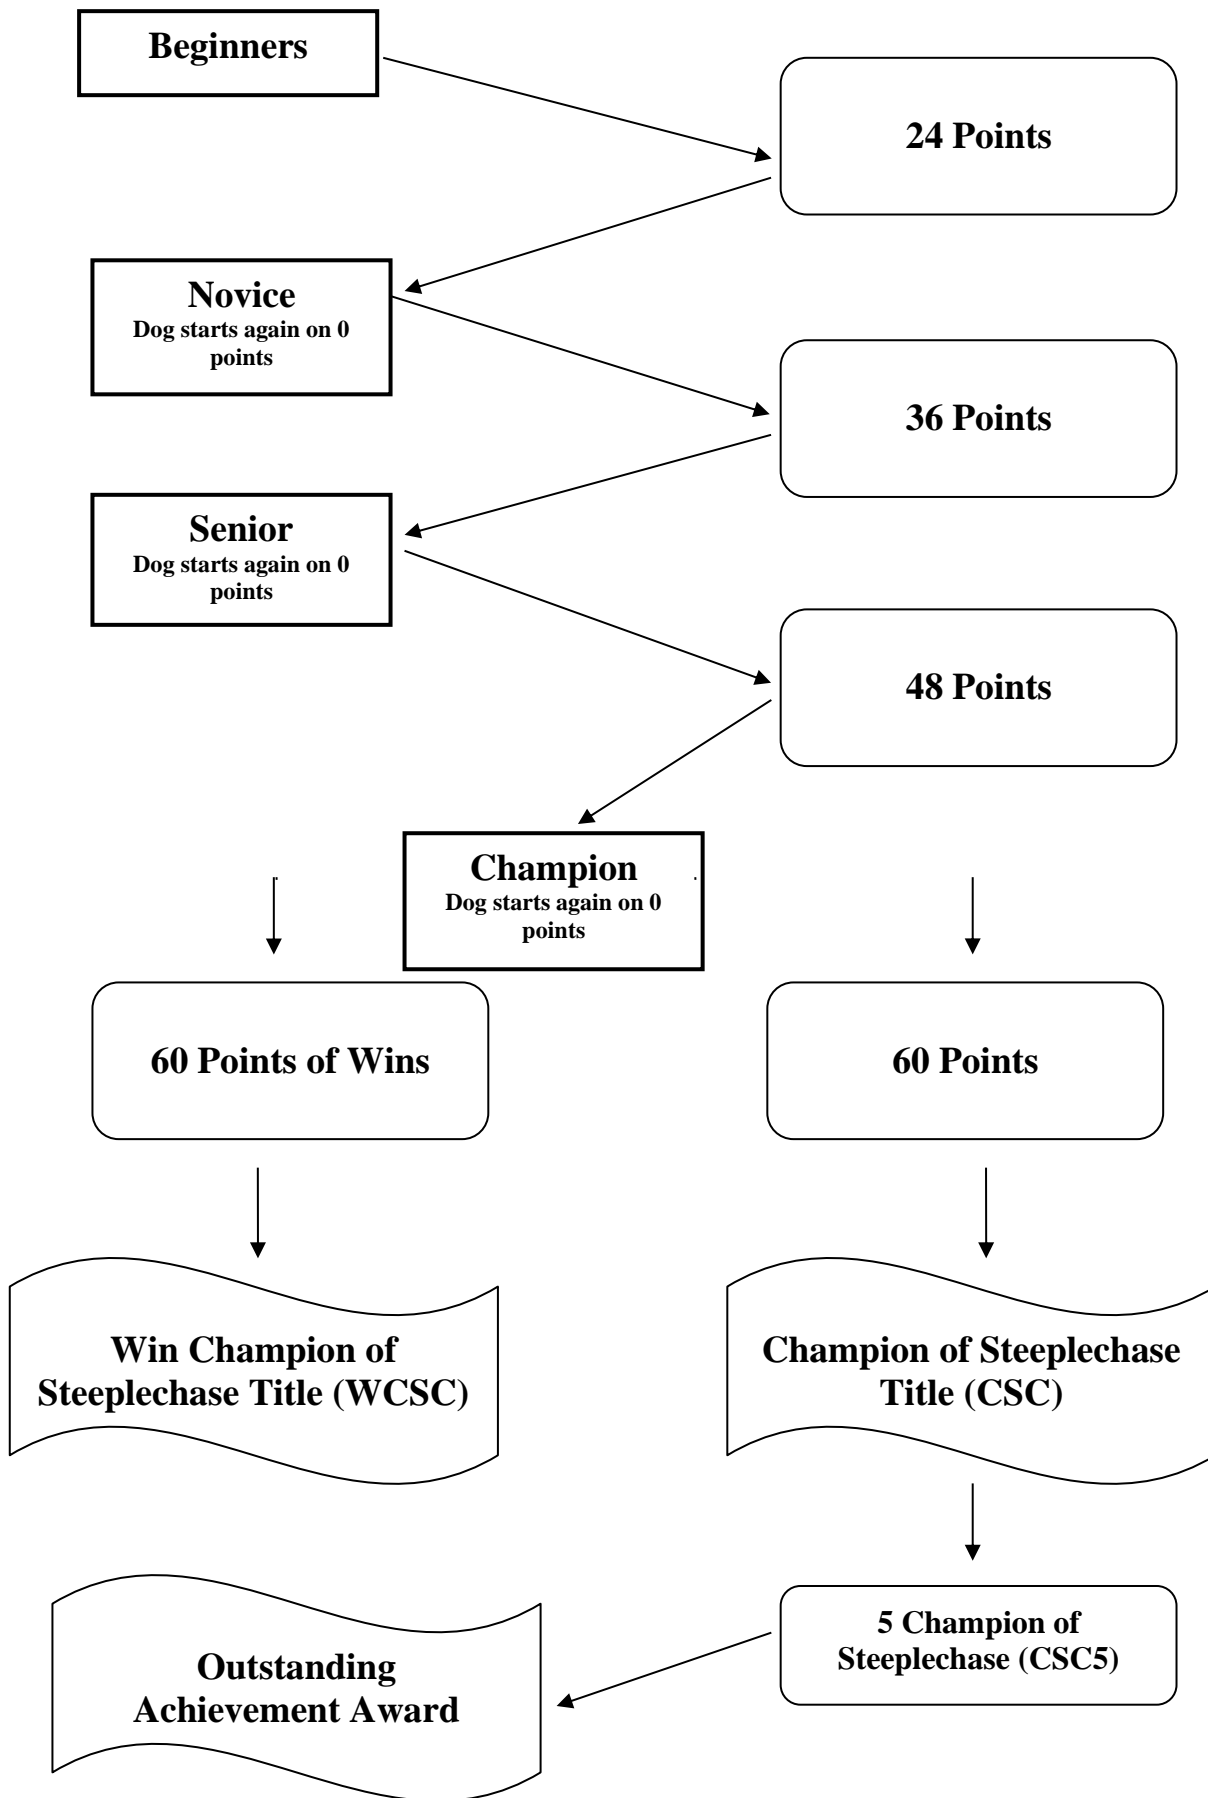 Beginners
24 Points
Novice
Dog starts again on 0
points
36 Points
Senior
Dog starts again on 0
points
48 Points
Champion
Dog starts again on 0
points
60 Points of Wins
60 Points
Win Champion of
Steeplechase Title (WCSC)
Champion of Steeplechase
Title (CSC)
5 Champion of
Steeplechase (CSC5)
Outstanding
Achievement Award